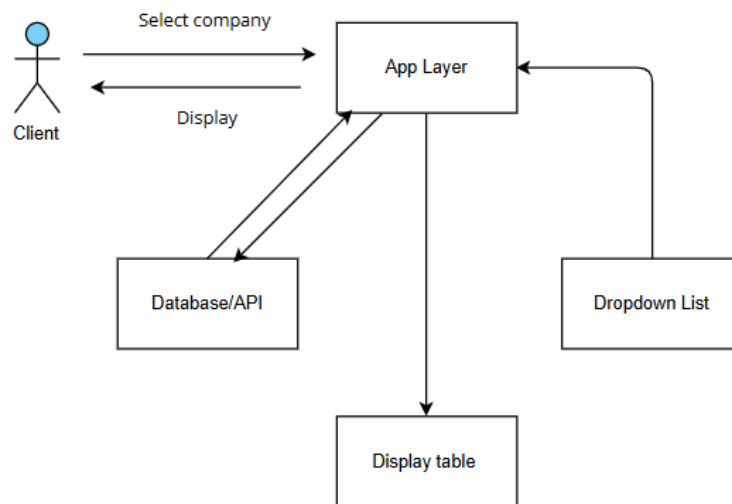 Select company
App Layer
Display
Client
Database/API
Dropdown List
Display table